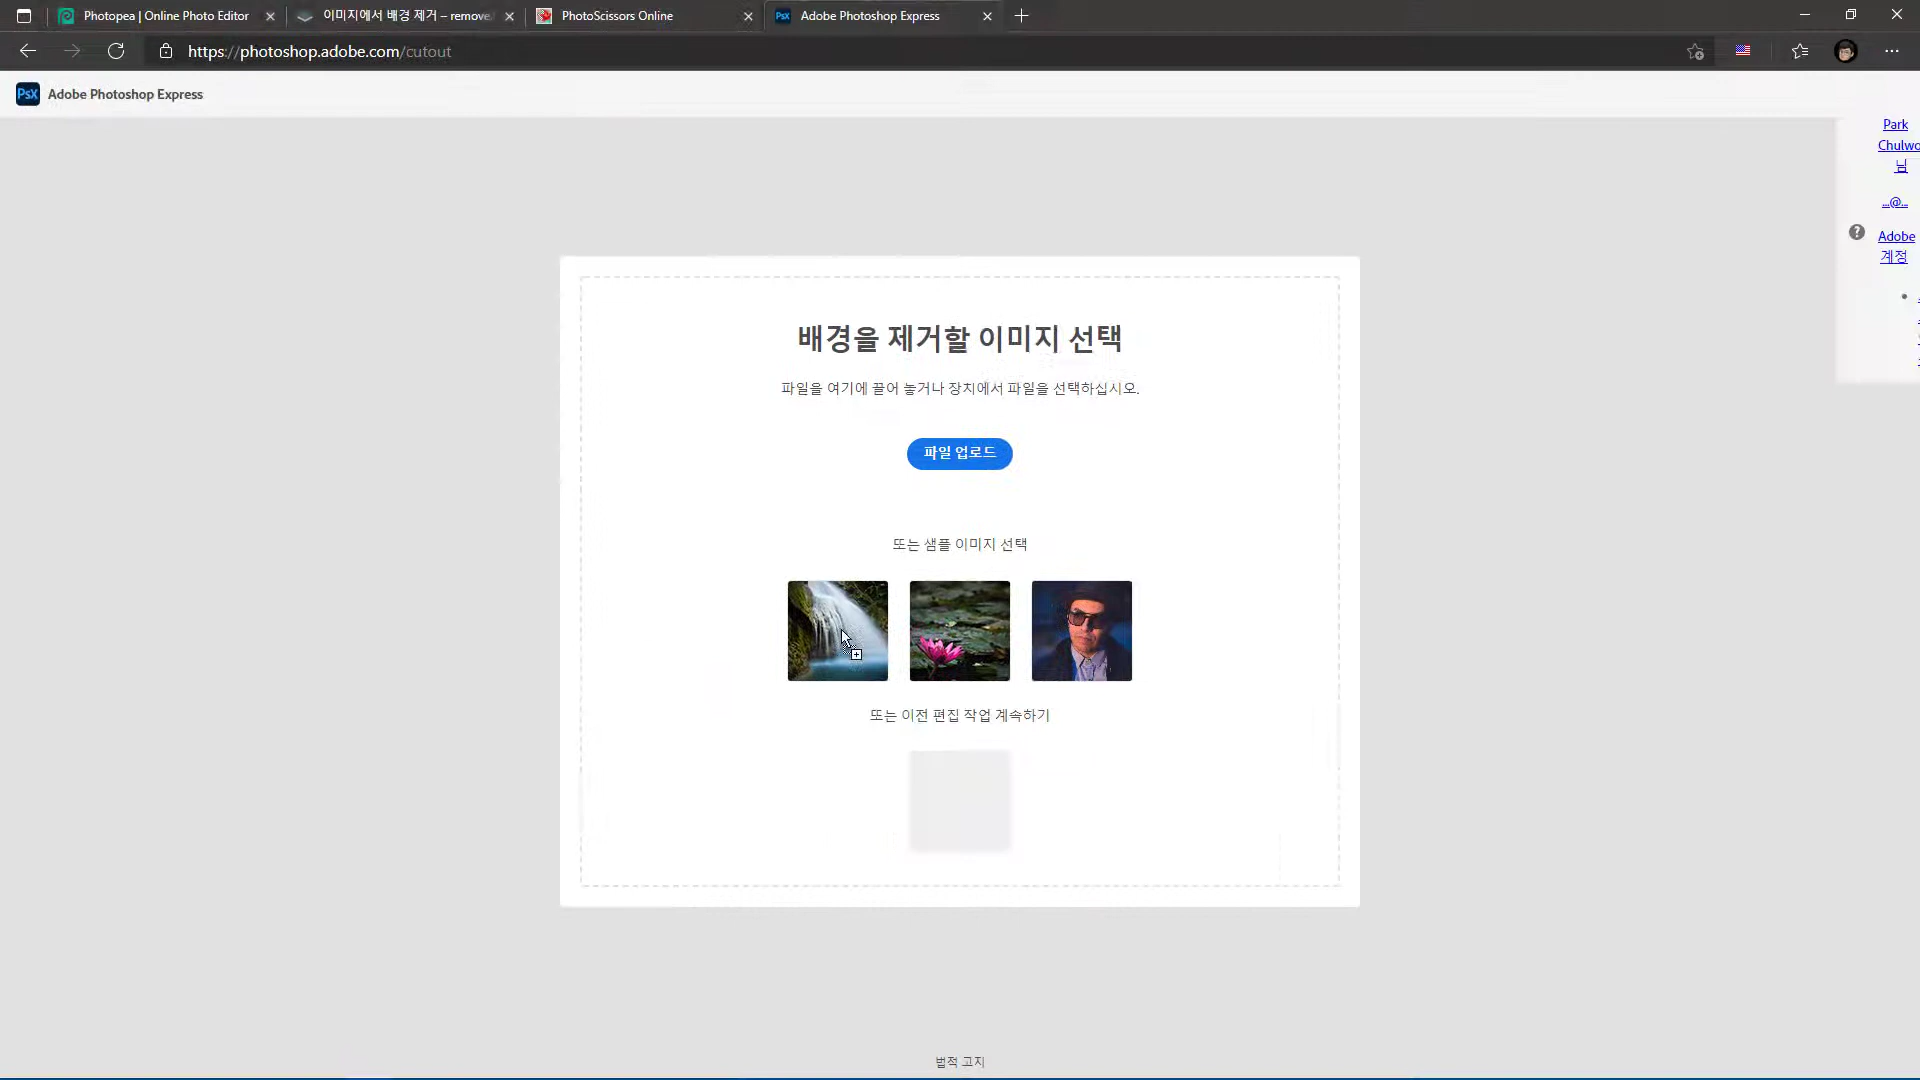 Photopea | Online Photo Editor
이미지에서 배경 제거 – remove.
PhotoScissors Online
Adobe Photoshop Express
https://photoshop.adobe.com/cutout
PsX
Adobe Photoshop Express
Park
Chulwo
님
...@...
Adobe
계정
배경을 제거할 이미지 선택
파일을 여기에 끌어 놓거나 장치에서 파일을 선택하십시오.
파일 업로드
또는 샘플 이미지 선택
또는 이전 편집 작업 계속하기
법적 고지